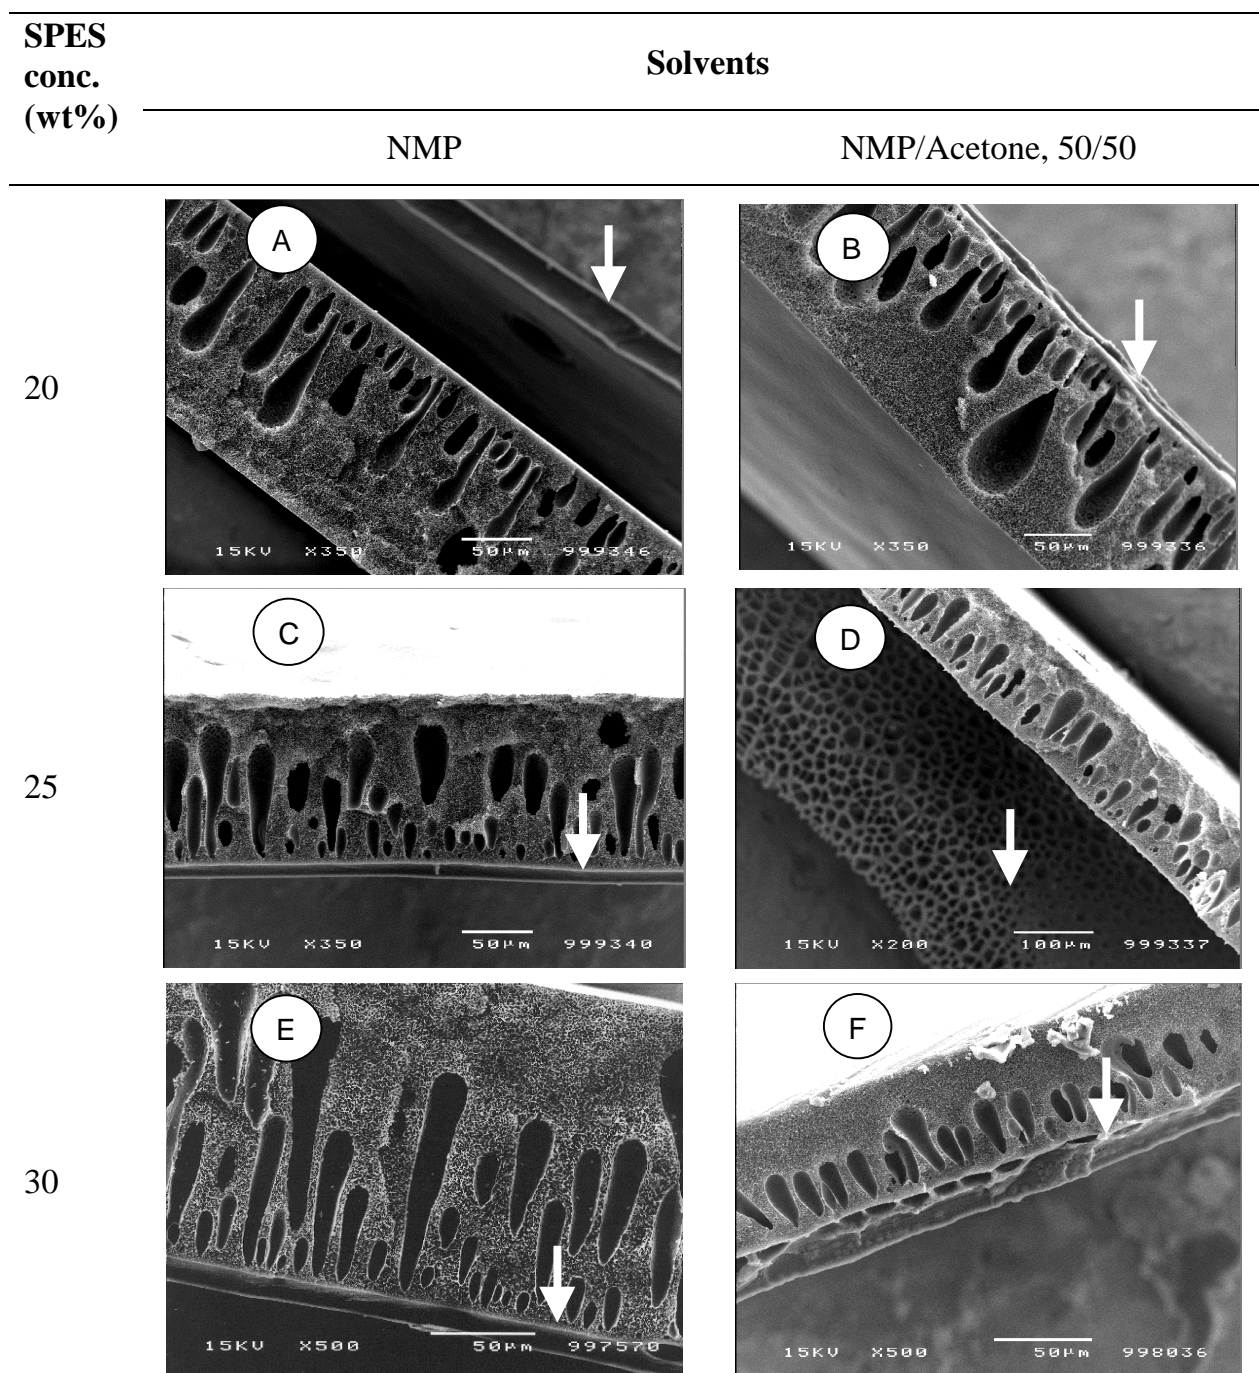 SPES
conc.
(wt%)
Solvents
NMP
NMP/Acetone, 50/50
20
A
15KV X350 50µm 999346
B
15KV X350 50µm 999336
25
C
15KV X350 50µm 999340
D
15KV X200 100µm 999337
30
E
15KV X500 50µm 997570
F
15KV X500 50µm 998036